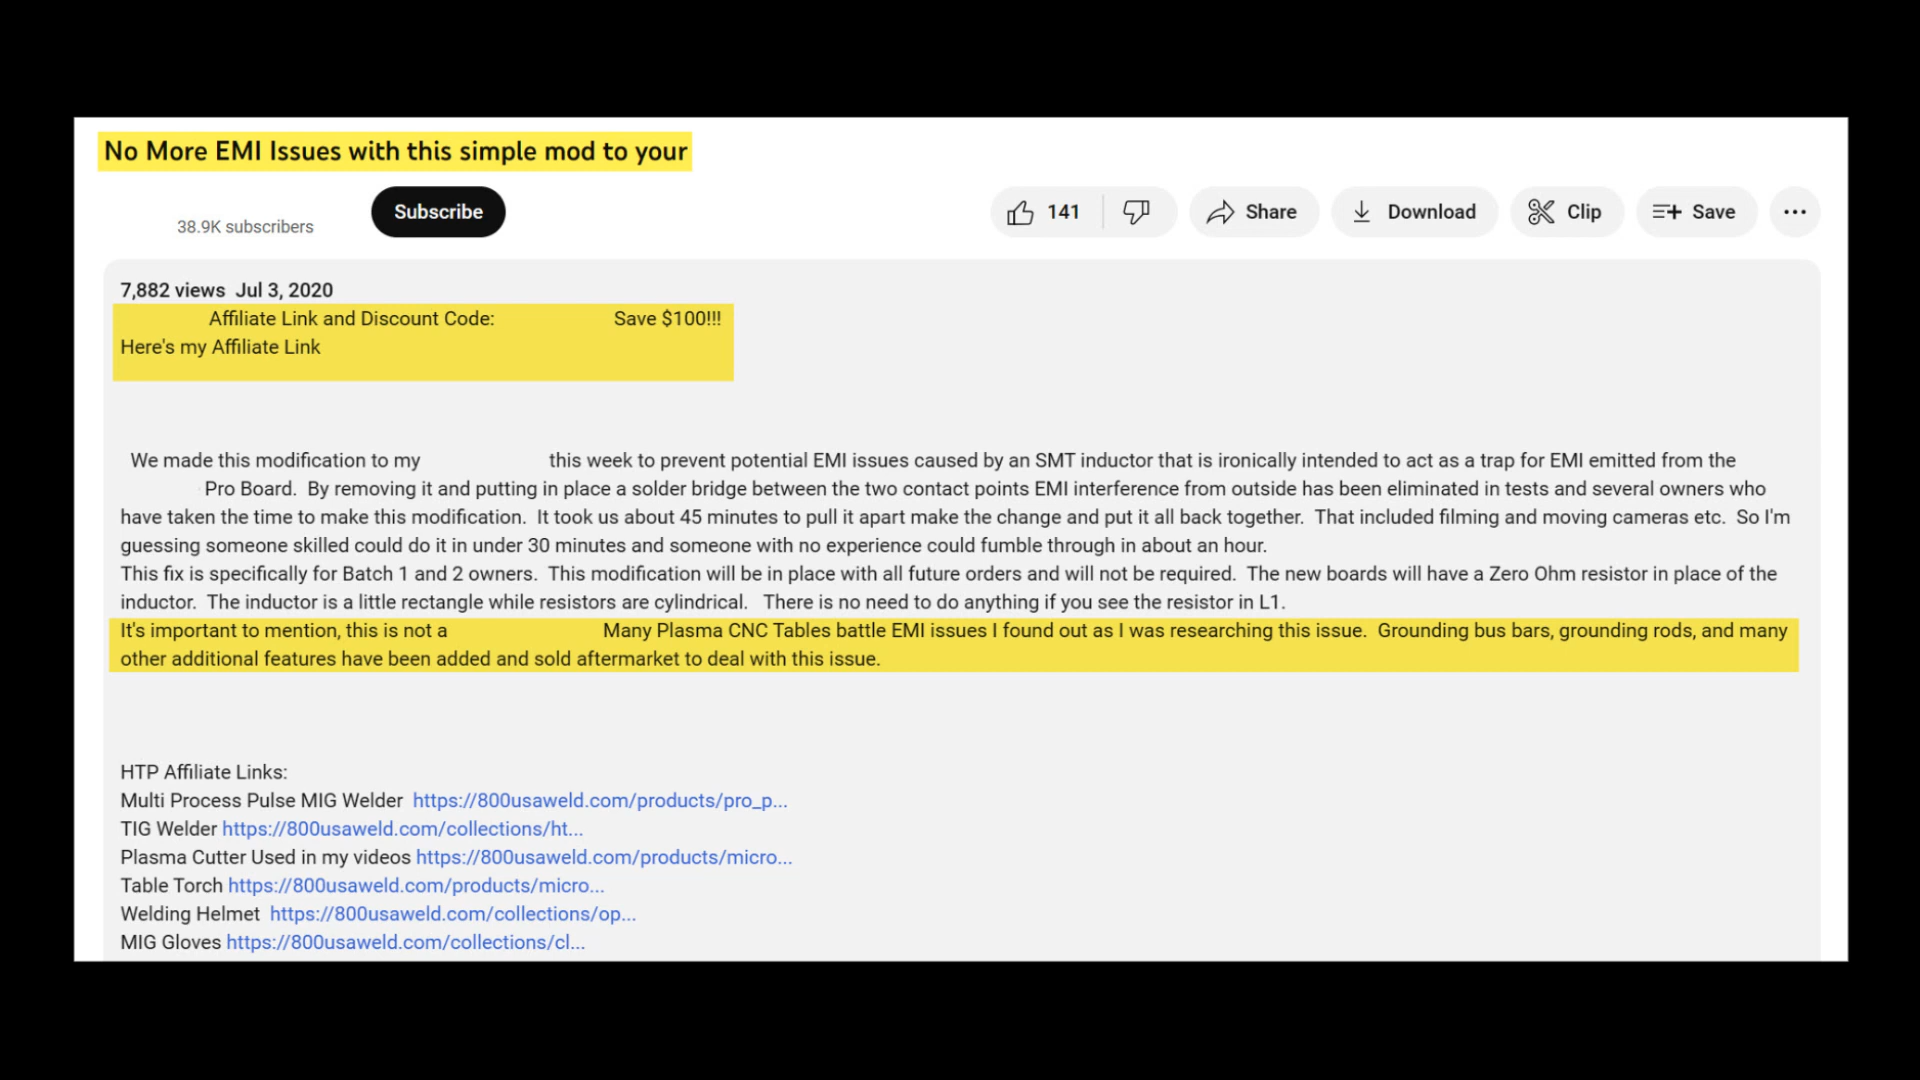 No More EMI Issues with this simple mod to your
38.9K subscribers
Subscribe
141
Share
Download
Clip
Save
7,882 views Jul 3, 2020
Affiliate Link and Discount Code: Save $100!!!
Here's my Affiliate Link
We made this modification to my this week to prevent potential EMI issues caused by an SMT inductor that is ironically intended to act as a trap for EMI emitted from the
Pro Board. By removing it and putting in place a solder bridge between the two contact points EMI interference from outside has been eliminated in tests and several owners who
have taken the time to make this modification. It took us about 45 minutes to pull it apart make the change and put it all back together. That included filming and moving cameras etc. So I'm
guessing someone skilled could do it in under 30 minutes and someone with no experience could fumble through in about an hour.
This fix is specifically for Batch 1 and 2 owners. This modification will be in place with all future orders and will not be required. The new boards will have a Zero Ohm resistor in place of the
inductor. The inductor is a little rectangle while resistors are cylindrical. There is no need to do anything if you see the resistor in L1.
It's important to mention, this is not a Many Plasma CNC Tables battle EMI issues I found out as I was researching this issue. Grounding bus bars, grounding rods, and many
other additional features have been added and sold aftermarket to deal with this issue.
HTP Affiliate Links:
Multi Process Pulse MIG Welder https://800usaweld.com/products/pro_p...
TIG Welder https://800usaweld.com/collections/ht...
Plasma Cutter Used in my videos https://800usaweld.com/products/micro...
Table Torch https://800usaweld.com/products/micro...
Welding Helmet https://800usaweld.com/collections/op...
MIG Gloves https://800usaweld.com/collections/cl...